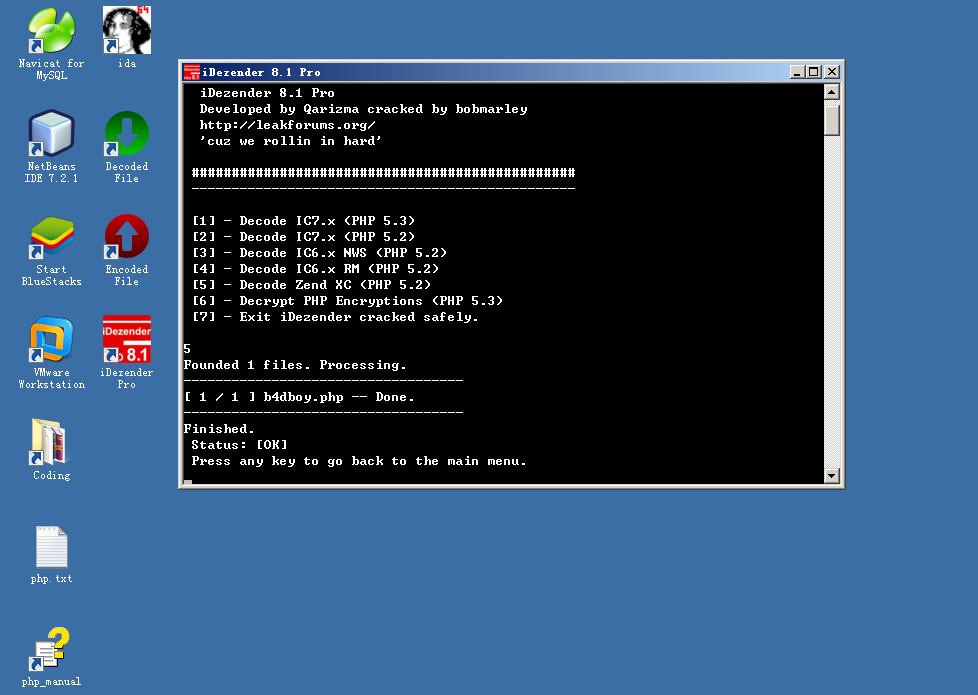 Navicat for
MySQL
64
ida
NetBeans
IDE 7.2.1
Decoded
File
Start
BlueStacks
Encoded
File
VMware
Workstation
iDezender
8.1
iDezender
Pro
Coding
php.txt
php_manual
iDezender 8.1 Pro
iDezender 8.1 Pro
Developed by Qarizma cracked by bobmarley
http://leakforums.org/
'cuz we rollin in hard'
################################################
------------------------------------------------
[1] - Decode IC7.x (PHP 5.3)
[2] - Decode IC7.x (PHP 5.2)
[3] - Decode IC6.x NWS (PHP 5.2)
[4] - Decode IC6.x RM (PHP 5.2)
[5] - Decode Zend XC (PHP 5.2)
[6] - Decrypt PHP Encryptions (PHP 5.3)
[7] - Exit iDezender cracked safely.
5
Founded 1 files. Processing.
-----------------------------------
[ 1 / 1 ] b4dboy.php -- Done.
-----------------------------------
Finished.
Status: [OK]
Press any key to go back to the main menu.